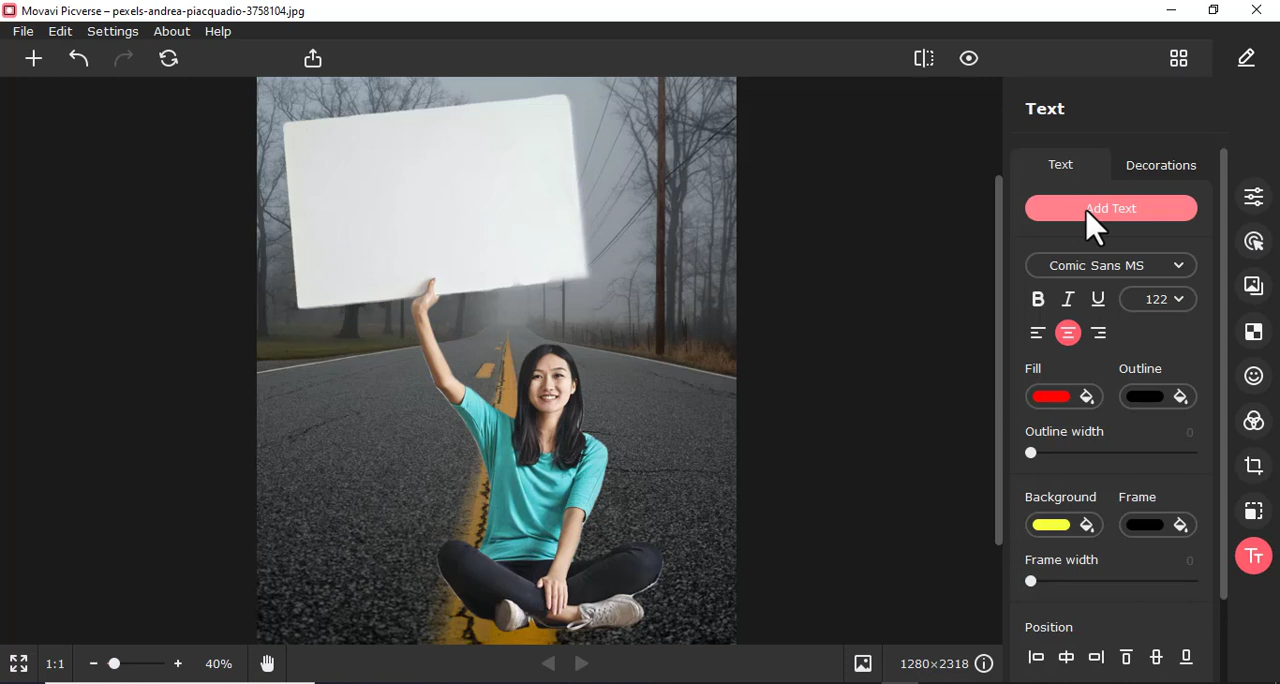 Movavi Picverse – pexels-andrea-piacquadio-3758104.jpg
File Edit Settings About Help
Text
Text Decorations
Add Text
Comic Sans MS
B I U 122
Fill Outline
Outline width 0
Background Frame
Frame width 0
Position
1:1 40% 1280×2318